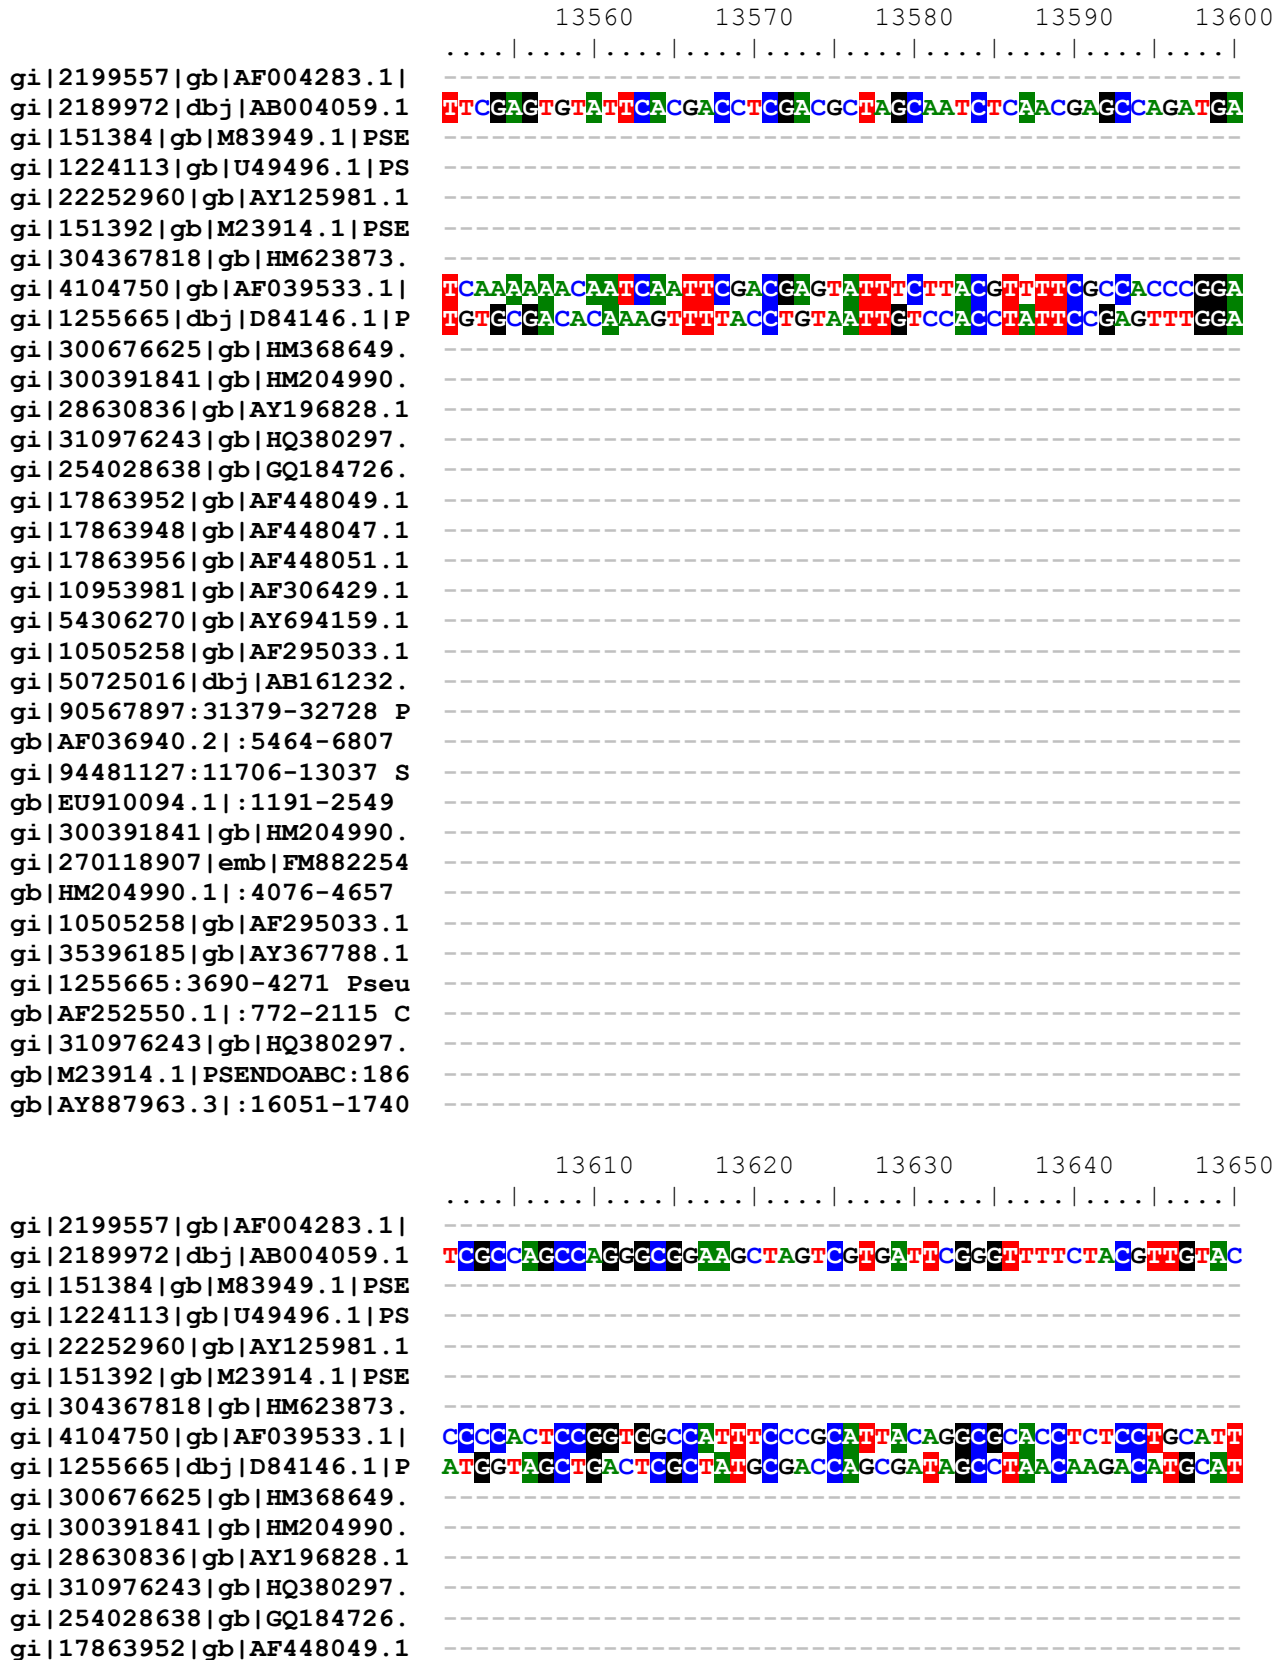 13560 13570 13580 13590 13600
....|....|....|....|....|....|....|....|....|....|
gi|2199557|gb|AF004283.1| --------------------------------------------------
gi|2189972|dbj|AB004059.1 TTCGAGTGTATTCACGACCTCGACGCTAGCAATCTCAACGAGCCAGATGA
gi|151384|gb|M83949.1|PSE --------------------------------------------------
gi|1224113|gb|U49496.1|PS --------------------------------------------------
gi|22252960|gb|AY125981.1 --------------------------------------------------
gi|151392|gb|M23914.1|PSE --------------------------------------------------
gi|304367818|gb|HM623873. --------------------------------------------------
gi|4104750|gb|AF039533.1| TCAAAAAACAATCAATTCGACGAGTATTTCTTACGTTTTCGCCACCCGGA
gi|1255665|dbj|D84146.1|P TGTGCGACACAAAGTTTTACCTGTAATTGTCCACCTATTCCGAGTTTGGA
gi|300676625|gb|HM368649. --------------------------------------------------
gi|300391841|gb|HM204990. --------------------------------------------------
gi|28630836|gb|AY196828.1 --------------------------------------------------
gi|310976243|gb|HQ380297. --------------------------------------------------
gi|254028638|gb|GQ184726. --------------------------------------------------
gi|17863952|gb|AF448049.1 --------------------------------------------------
gi|17863948|gb|AF448047.1 --------------------------------------------------
gi|17863956|gb|AF448051.1 --------------------------------------------------
gi|10953981|gb|AF306429.1 --------------------------------------------------
gi|54306270|gb|AY694159.1 --------------------------------------------------
gi|10505258|gb|AF295033.1 --------------------------------------------------
gi|50725016|dbj|AB161232. --------------------------------------------------
gi|90567897:31379-32728 P --------------------------------------------------
gb|AF036940.2|:5464-6807 --------------------------------------------------
gi|94481127:11706-13037 S --------------------------------------------------
gb|EU910094.1|:1191-2549 --------------------------------------------------
gi|300391841|gb|HM204990. --------------------------------------------------
gi|270118907|emb|FM882254 --------------------------------------------------
gb|HM204990.1|:4076-4657 --------------------------------------------------
gi|10505258|gb|AF295033.1 --------------------------------------------------
gi|35396185|gb|AY367788.1 --------------------------------------------------
gi|1255665:3690-4271 Pseu --------------------------------------------------
gb|AF252550.1|:772-2115 C --------------------------------------------------
gi|310976243|gb|HQ380297. --------------------------------------------------
gb|M23914.1|PSENDOABC:186 --------------------------------------------------
gb|AY887963.3|:16051-1740 --------------------------------------------------
13610 13620 13630 13640 13650
....|....|....|....|....|....|....|....|....|....|
gi|2199557|gb|AF004283.1| --------------------------------------------------
gi|2189972|dbj|AB004059.1 TCGCCAGCCAGGGCGGAAGCTAGTCGTGATTCGGGTTTTCTACGTTGTAC
gi|151384|gb|M83949.1|PSE --------------------------------------------------
gi|1224113|gb|U49496.1|PS --------------------------------------------------
gi|22252960|gb|AY125981.1 --------------------------------------------------
gi|151392|gb|M23914.1|PSE --------------------------------------------------
gi|304367818|gb|HM623873. --------------------------------------------------
gi|4104750|gb|AF039533.1| CCCCACTCCGGTGGCCATTTCCCGCATTACAGGCGCACCTCTCCTGCATT
gi|1255665|dbj|D84146.1|P ATGGTAGCTGACTCGCTATGCGACCAGCGATAGCCTAACAAGACATGCAT
gi|300676625|gb|HM368649. --------------------------------------------------
gi|300391841|gb|HM204990. --------------------------------------------------
gi|28630836|gb|AY196828.1 --------------------------------------------------
gi|310976243|gb|HQ380297. --------------------------------------------------
gi|254028638|gb|GQ184726. --------------------------------------------------
gi|17863952|gb|AF448049.1 --------------------------------------------------